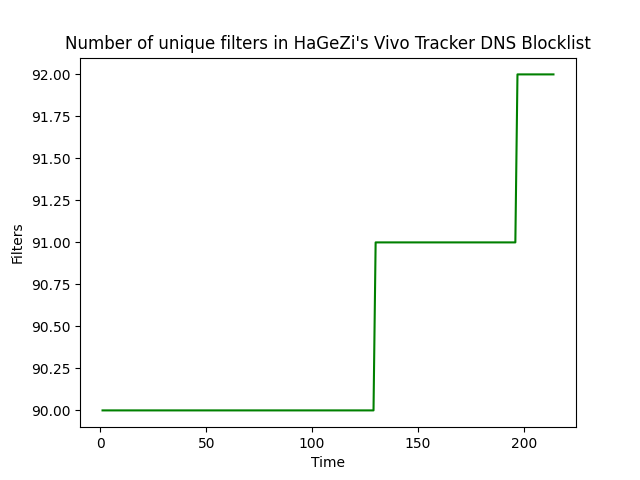 Number of unique filters in HaGeZi's Vivo Tracker DNS Blocklist
92.00
91.75
91.50
91.25
91.00
90.75
90.50
90.25
90.00
Filters
0 50 100 150 200
Time